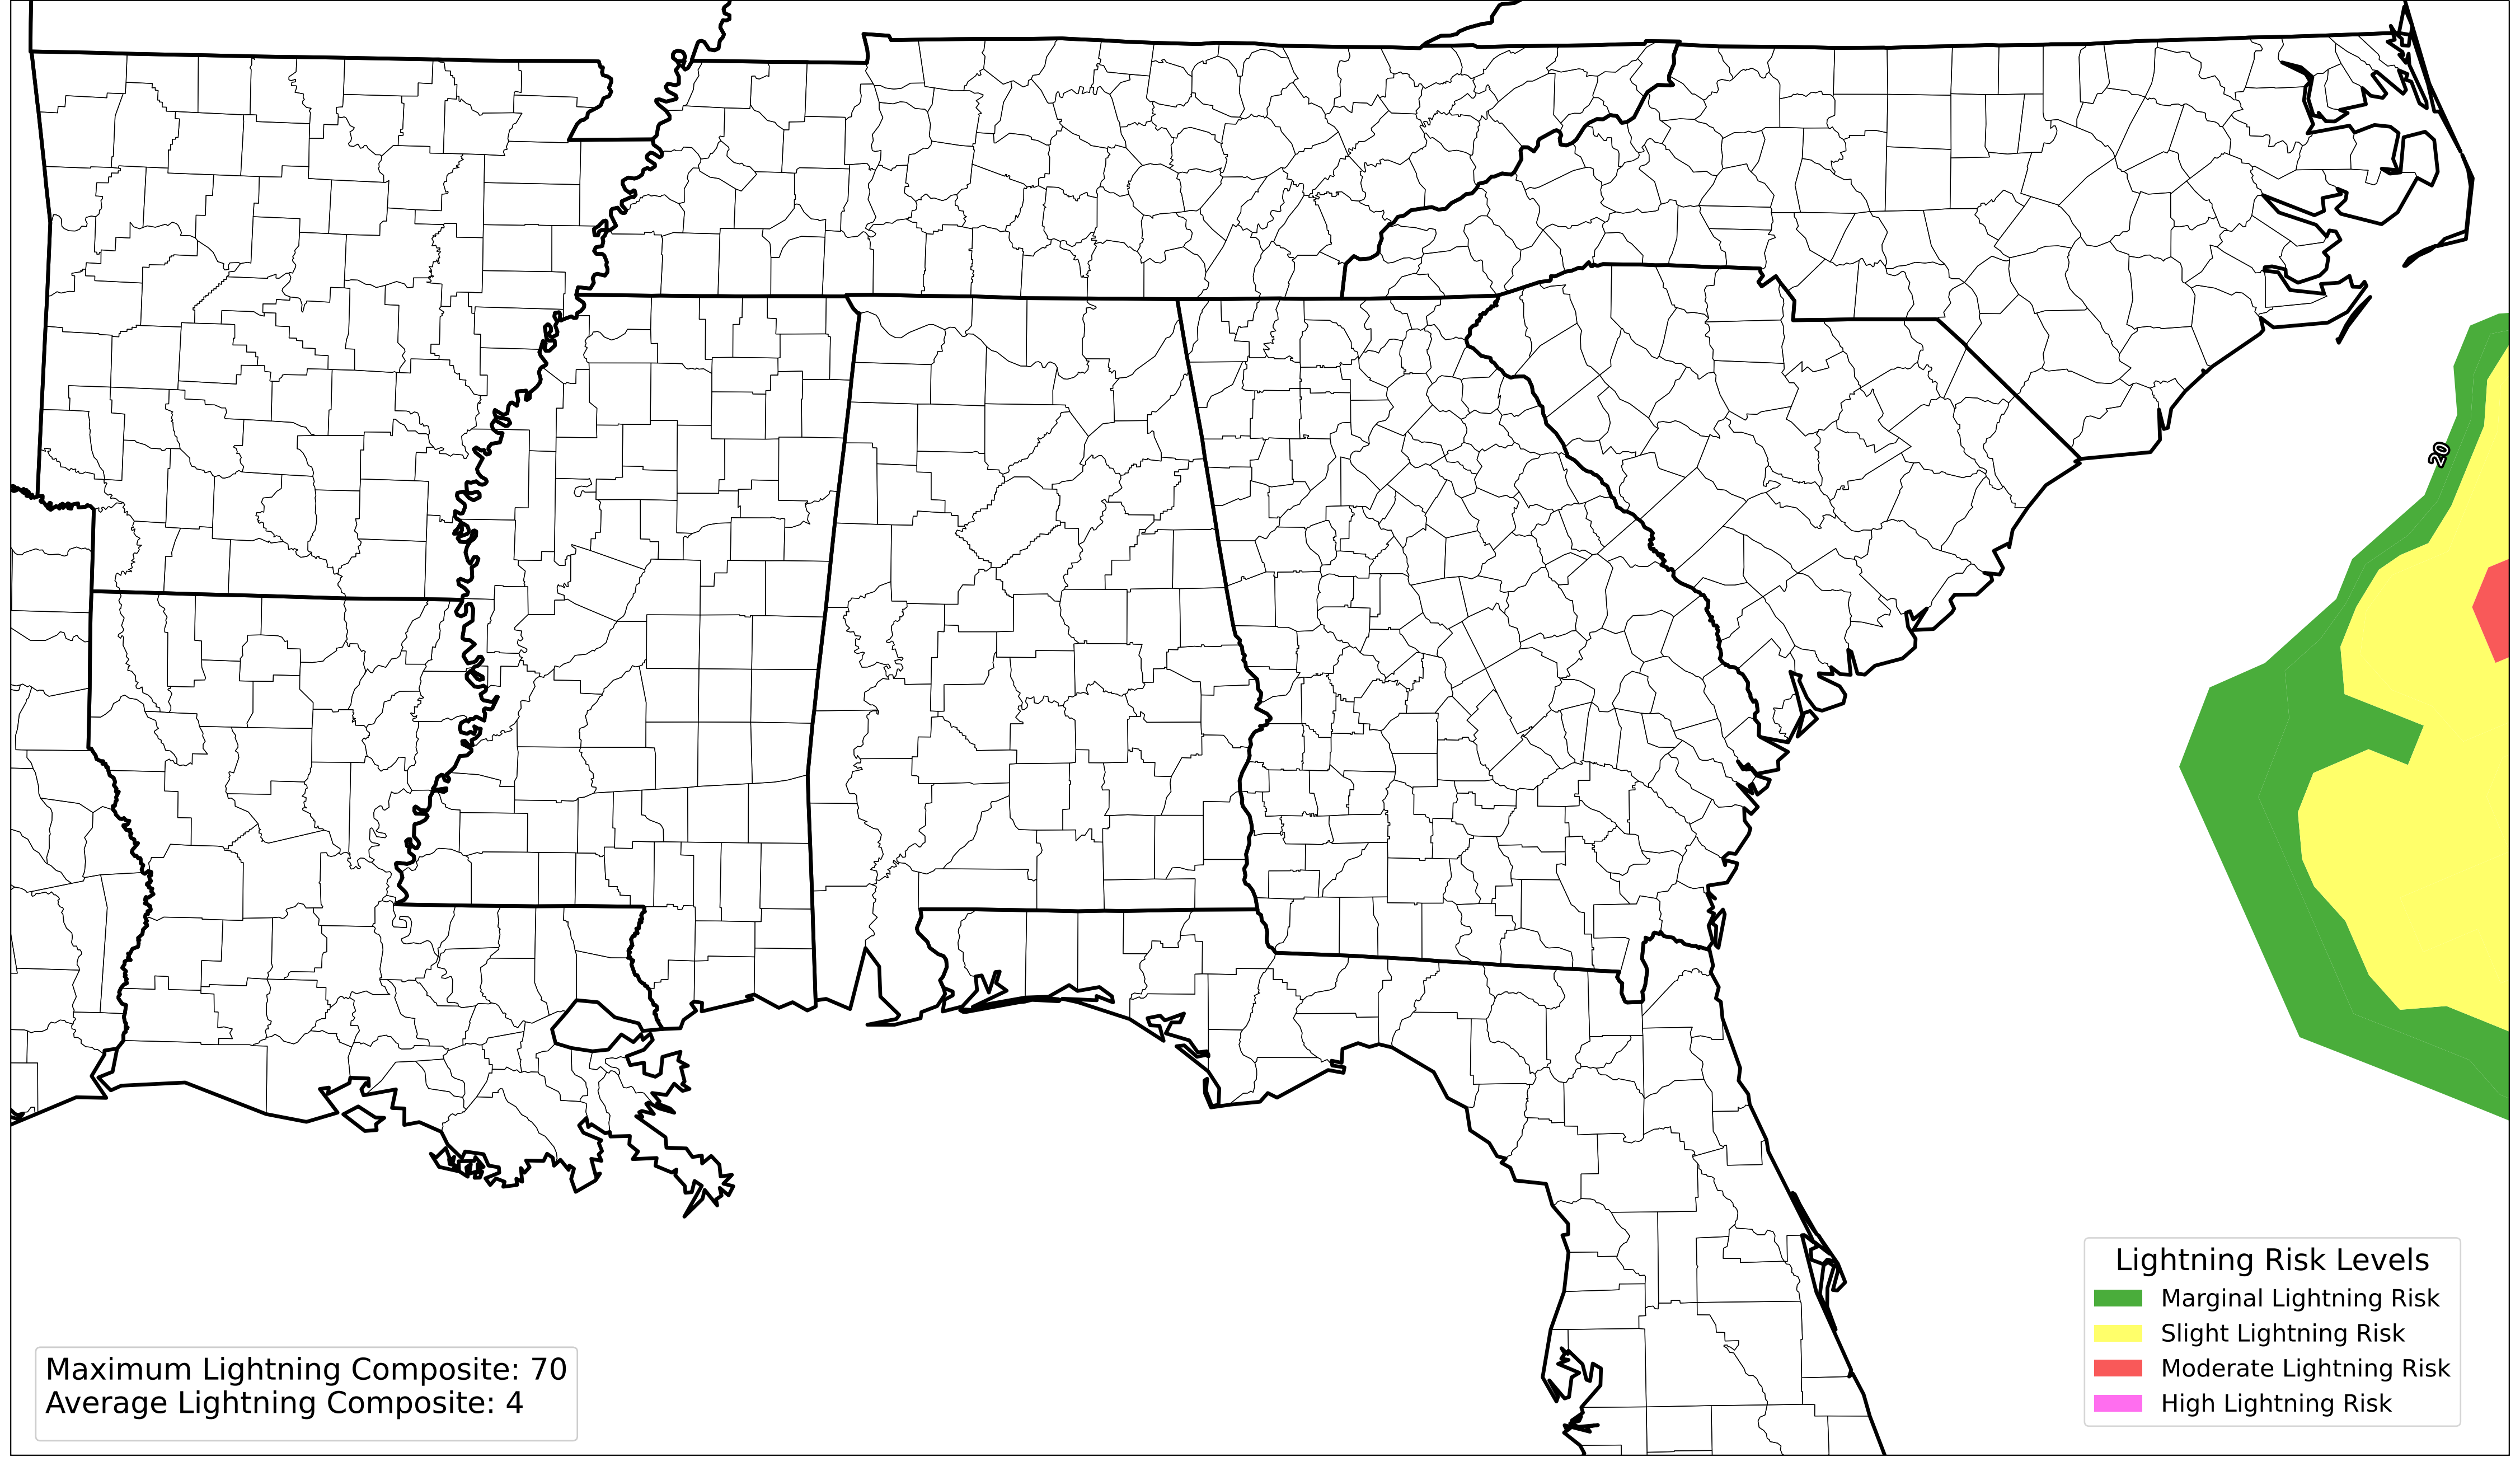 20
Lightning Risk Levels
Marginal Lightning Risk
Slight Lightning Risk
Moderate Lightning Risk
High Lightning Risk
Maximum Lightning Composite: 70
Average Lightning Composite: 4